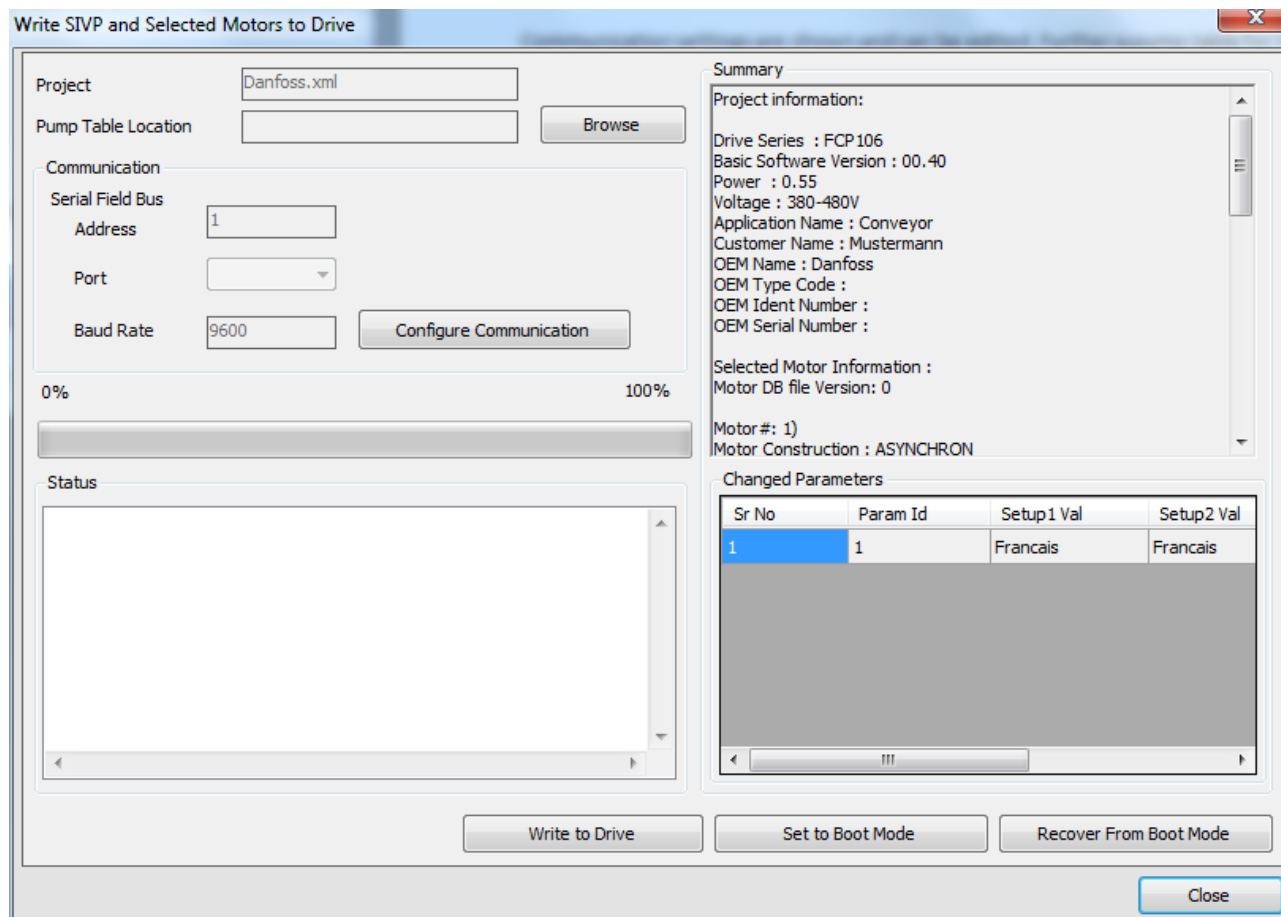 Write SIVP and Selected Motors to Drive
Project
Danfoss.xml
Pump Table Location
Browse
Communication
Serial Field Bus
Address
1
Port
Baud Rate
9600
Configure Communication
0%
100%
Status
Summary
Project information:
Drive Series : FCP106
Basic Software Version : 00.40
Power : 0.55
Voltage : 380-480V
Application Name : Conveyor
Customer Name : Mustermann
OEM Name : Danfoss
OEM Type Code :
OEM Ident Number :
OEM Serial Number :
Selected Motor Information :
Motor DB file Version: 0
Motor #: 1)
Motor Construction : ASYNCHRON
Changed Parameters
Sr No Param Id Setup1 Val Setup2 Val
1 1 Francais Francais
Write to Drive
Set to Boot Mode
Recover From Boot Mode
Close